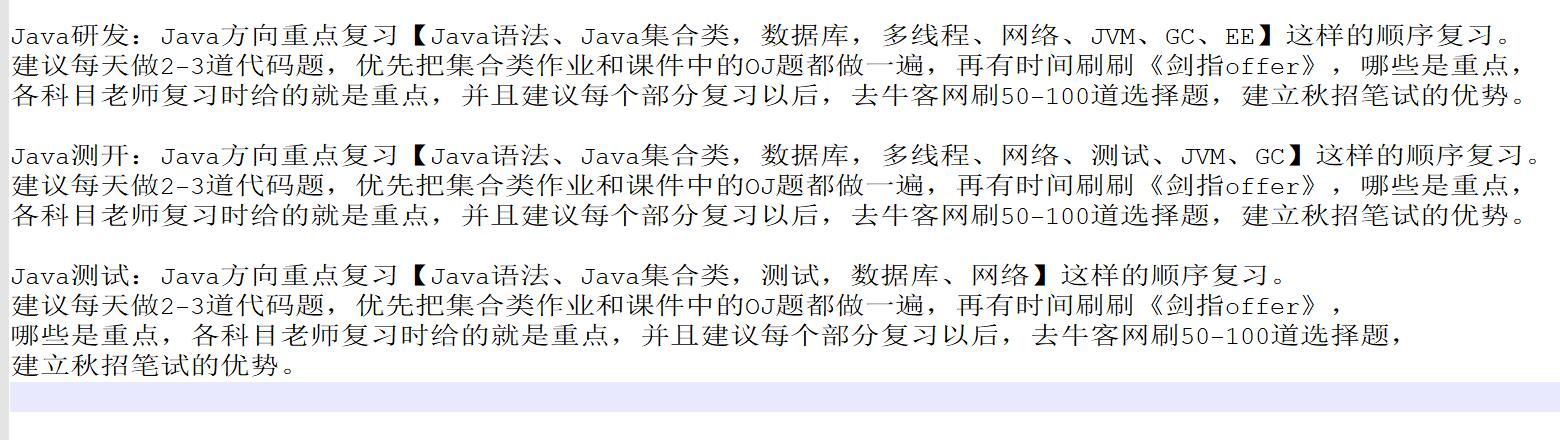 Java研发：Java方向重点复习【Java语法、Java集合类，数据库，多线程、网络、JVM、GC、EE】这样的顺序复习。
建议每天做2-3道代码题，优先把集合类作业和课件中的OJ题都做一遍，再有时间刷刷《剑指offer》，哪些是重点，
各科目老师复习时给的就是重点，并且建议每个部分复习以后，去牛客网刷50-100道选择题，建立秋招笔试的优势。
Java测开：Java方向重点复习【Java语法、Java集合类，数据库，多线程、网络、测试、JVM、GC】这样的顺序复习。
建议每天做2-3道代码题，优先把集合类作业和课件中的OJ题都做一遍，再有时间刷刷《剑指offer》，哪些是重点，
各科目老师复习时给的就是重点，并且建议每个部分复习以后，去牛客网刷50-100道选择题，建立秋招笔试的优势。
Java测试：Java方向重点复习【Java语法、Java集合类，测试，数据库、网络】这样的顺序复习。
建议每天做2-3道代码题，优先把集合类作业和课件中的OJ题都做一遍，再有时间刷刷《剑指offer》，
哪些是重点，各科目老师复习时给的就是重点，并且建议每个部分复习以后，去牛客网刷50-100道选择题，
建立秋招笔试的优势。